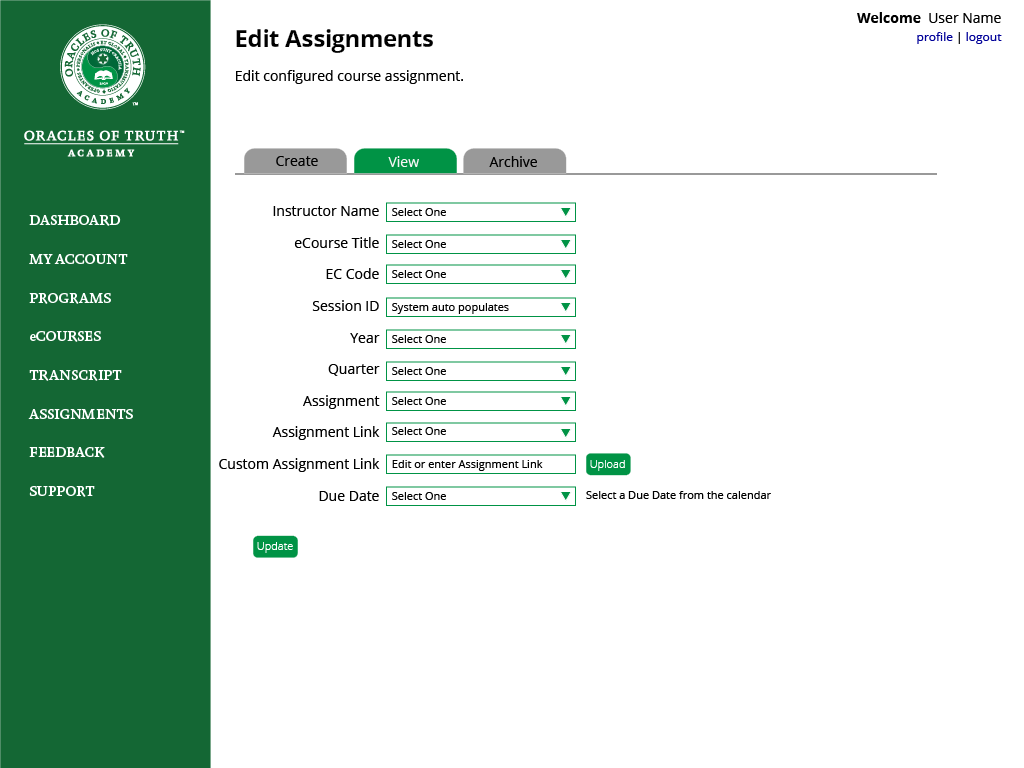 ORACLES OF TRUTH
ACADEMY
™
ORACLES OF TRUTH™
ACADEMY
DASHBOARD
MY ACCOUNT
PROGRAMS
eCOURSES
TRANSCRIPT
ASSIGNMENTS
FEEDBACK
SUPPORT
Welcome User Name
profile | logout
Edit Assignments
Edit configured course assignment.
Create View Archive
Instructor Name Select One
eCourse Title Select One
EC Code Select One
Session ID System auto populates
Year Select One
Quarter Select One
Assignment Select One
Assignment Link Select One
Custom Assignment Link Edit or enter Assignment Link Upload
Due Date Select One Select a Due Date from the calendar
Update